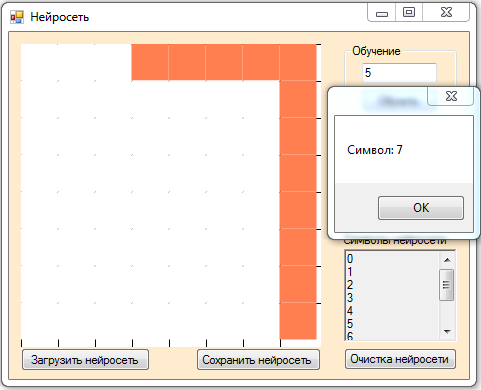 Нейросеть
Обучение
5
Символ: 7
OK
Символы нейросети
0
1
2
3
4
5
6
Загрузить нейросеть
Сохранить нейросеть
Очистка нейросети